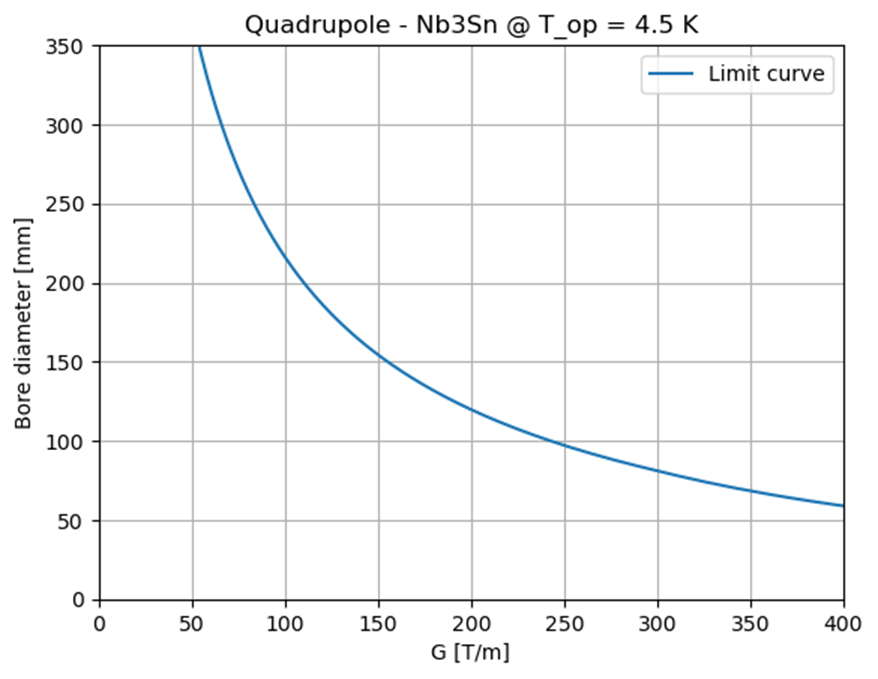 Quadrupole - Nb3Sn @ T_op = 4.5 K
Limit curve
Bore diameter [mm]
350
300
250
200
150
100
50
0
0 50 100 150 200 250 300 350 400
G [T/m]